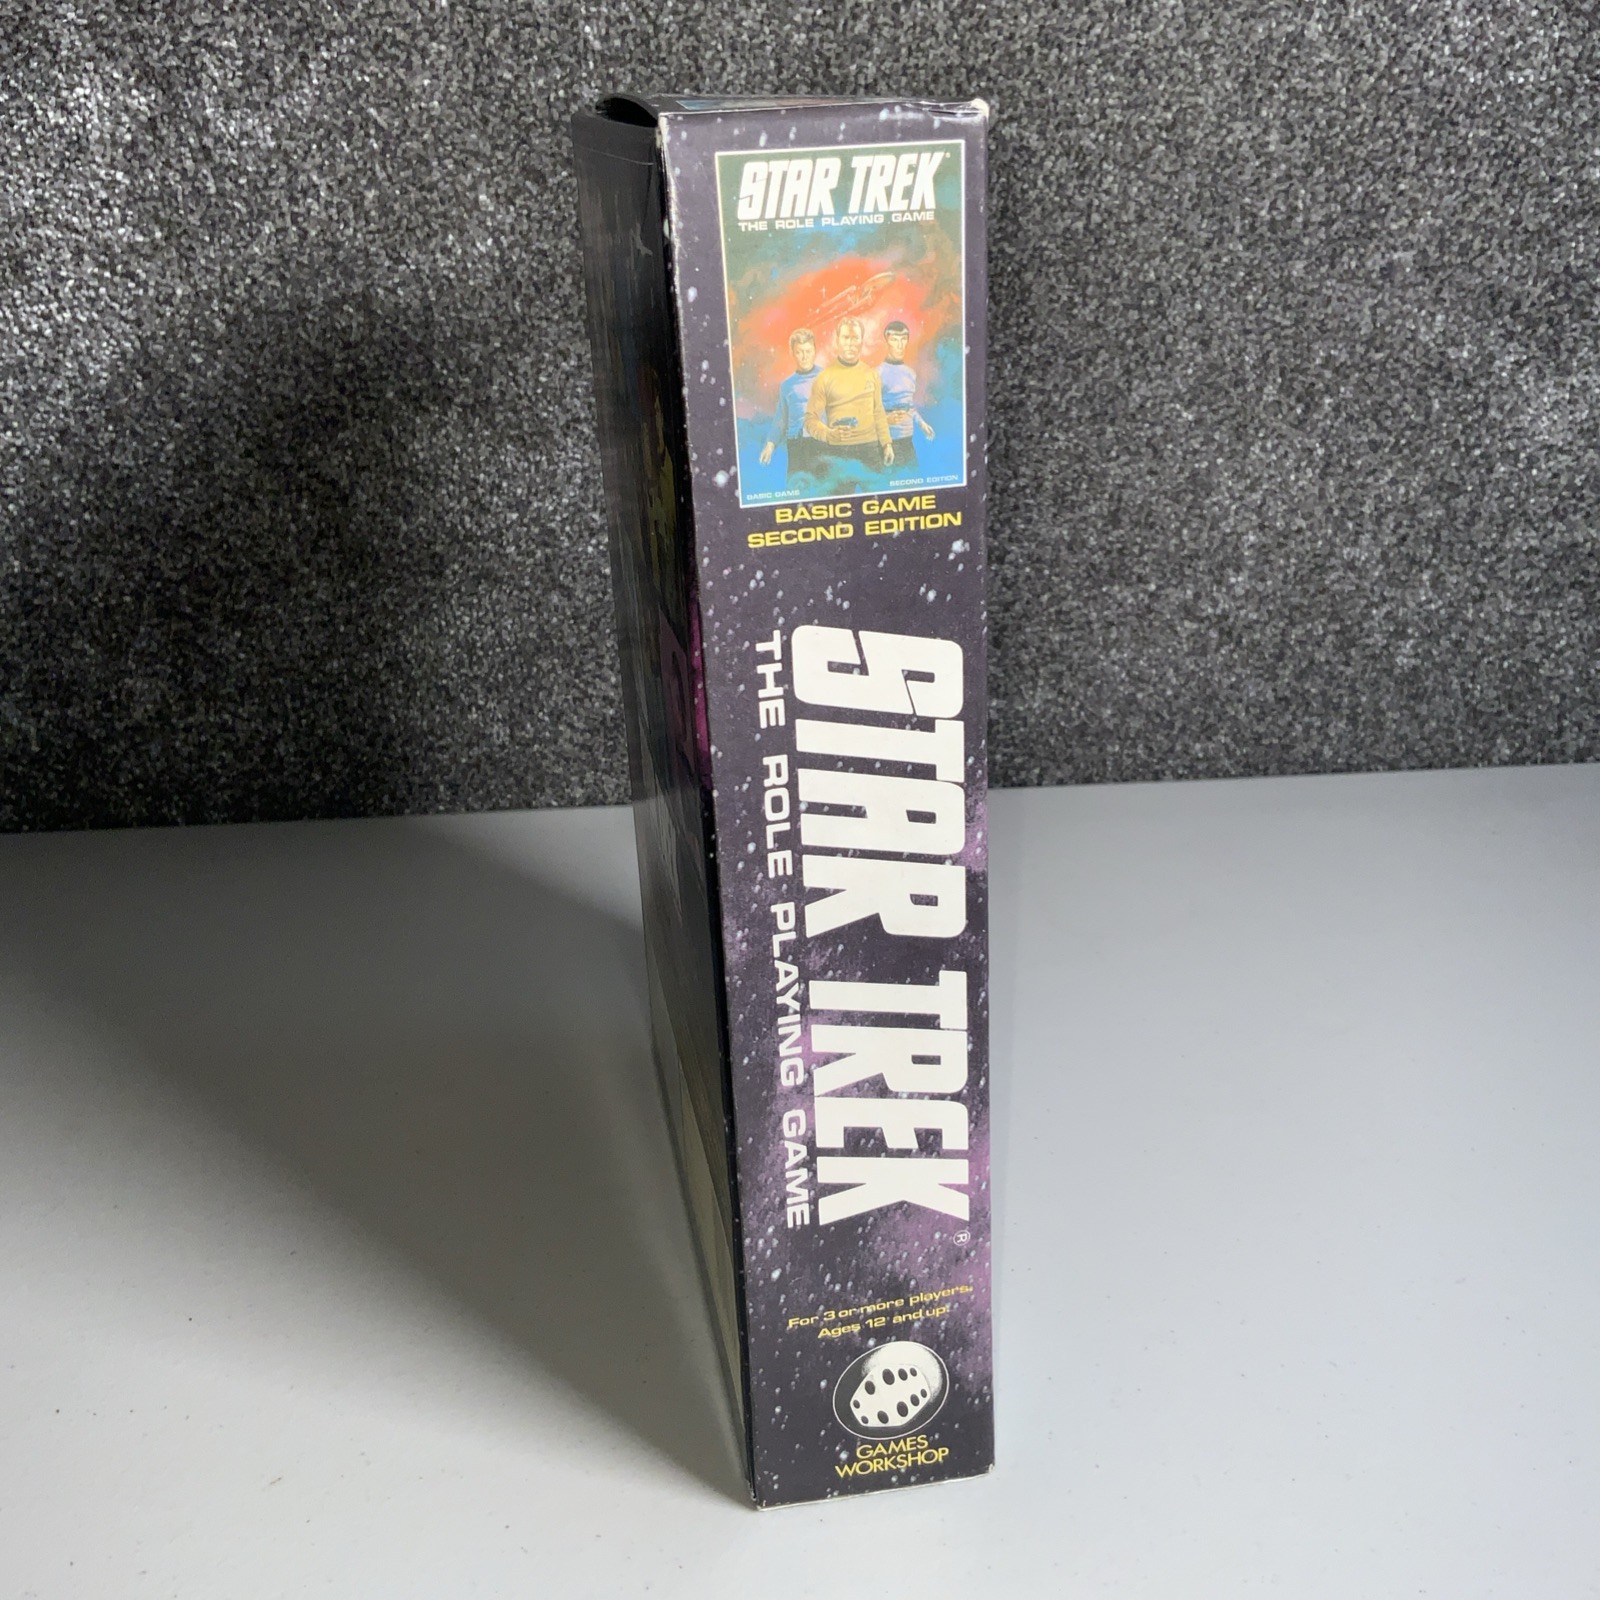 STAR TREK®
THE ROLE PLAYING GAME
BASIC GAME
SECOND EDITION
BASIC GAME
SECOND EDITION
STAR TREK®
THE ROLE PLAYING GAME
For 3 or more players.
Ages 12 and up.
GAMES
WORKSHOP